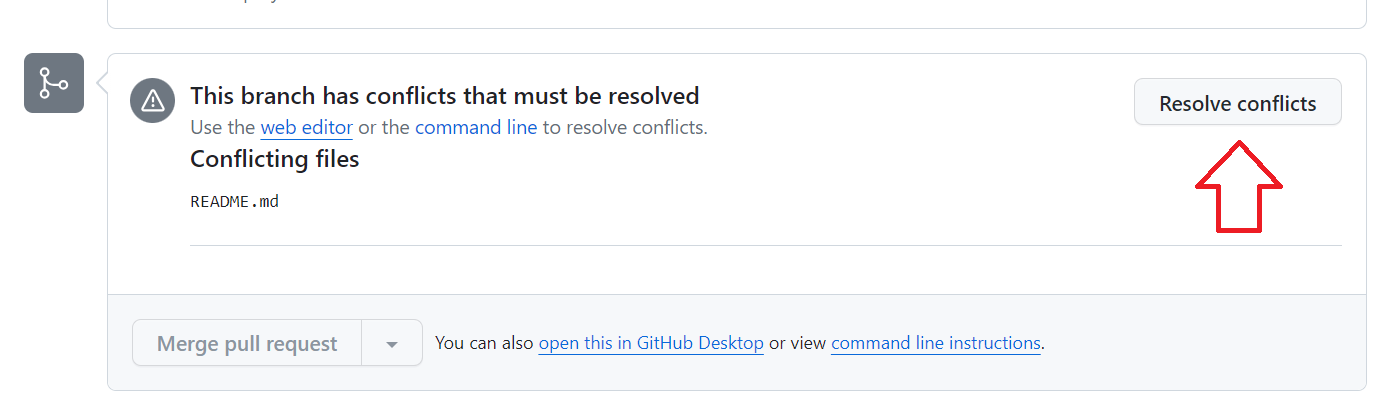 This branch has conflicts that must be resolved
Resolve conflicts
Use the web editor or the command line to resolve conflicts.
Conflicting files
README.md
Merge pull request
You can also open this in GitHub Desktop or view command line instructions.